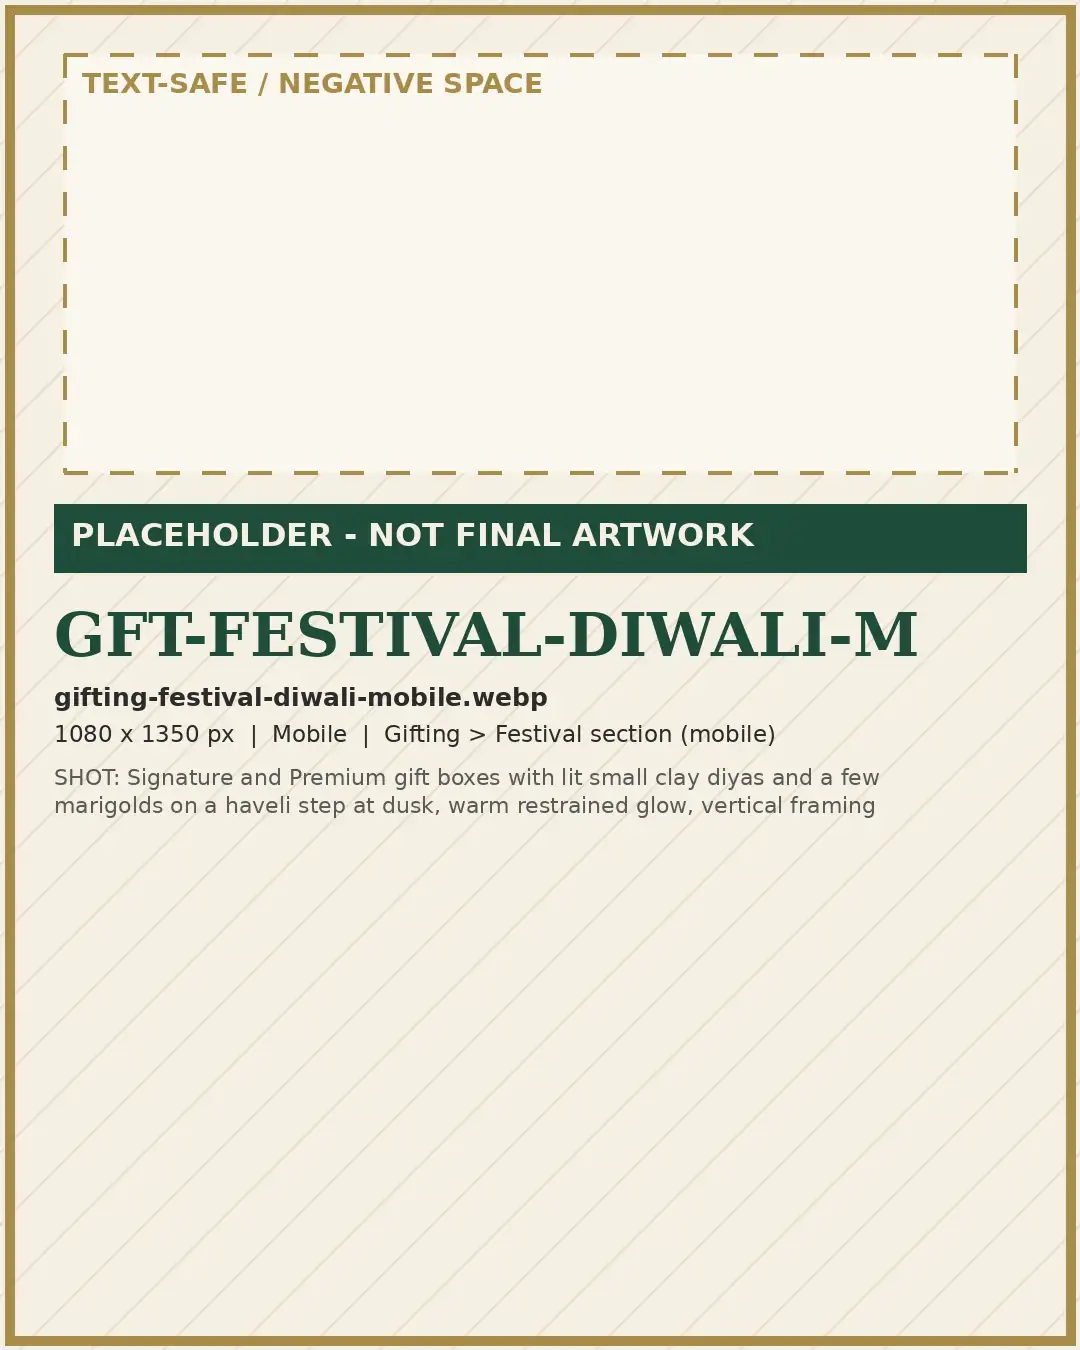 TEXT-SAFE / NEGATIVE SPACE
PLACEHOLDER - NOT FINAL ARTWORK
GFT-FESTIVAL-DIWALI-M
gifting-festival-diwali-mobile.webp
1080 x 1350 px | Mobile | Gifting > Festival section (mobile)
SHOT: Signature and Premium gift boxes with lit small clay diyas and a few
marigolds on a haveli step at dusk, warm restrained glow, vertical framing